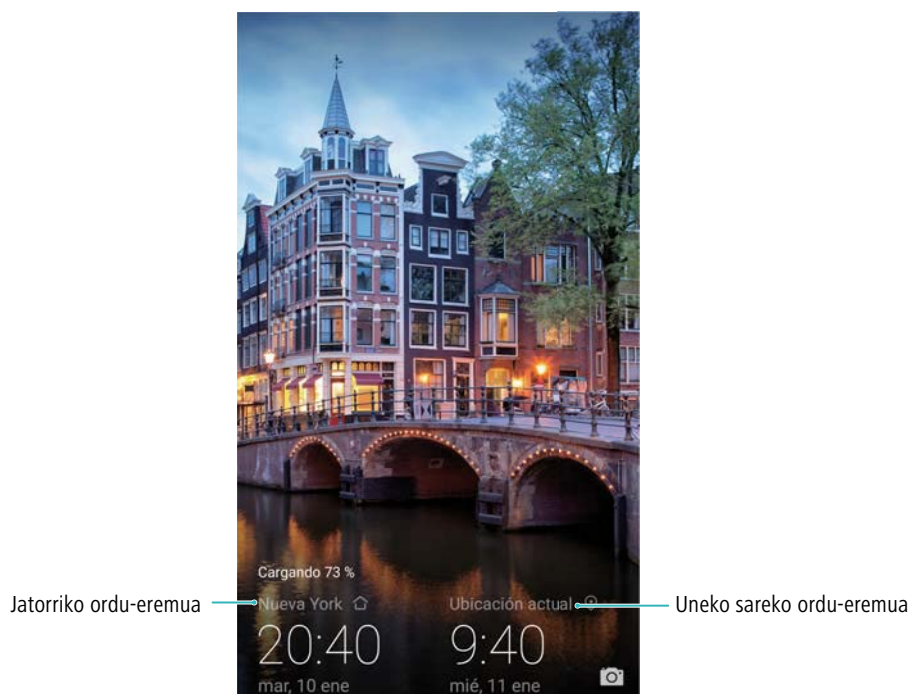 Cargando 73 %
Jatorriko ordu-eremua
Nueva York
Ubicación actual
Uneko sareko ordu-eremua
20:40
9:40
mar, 10 ene
mié, 11 ene